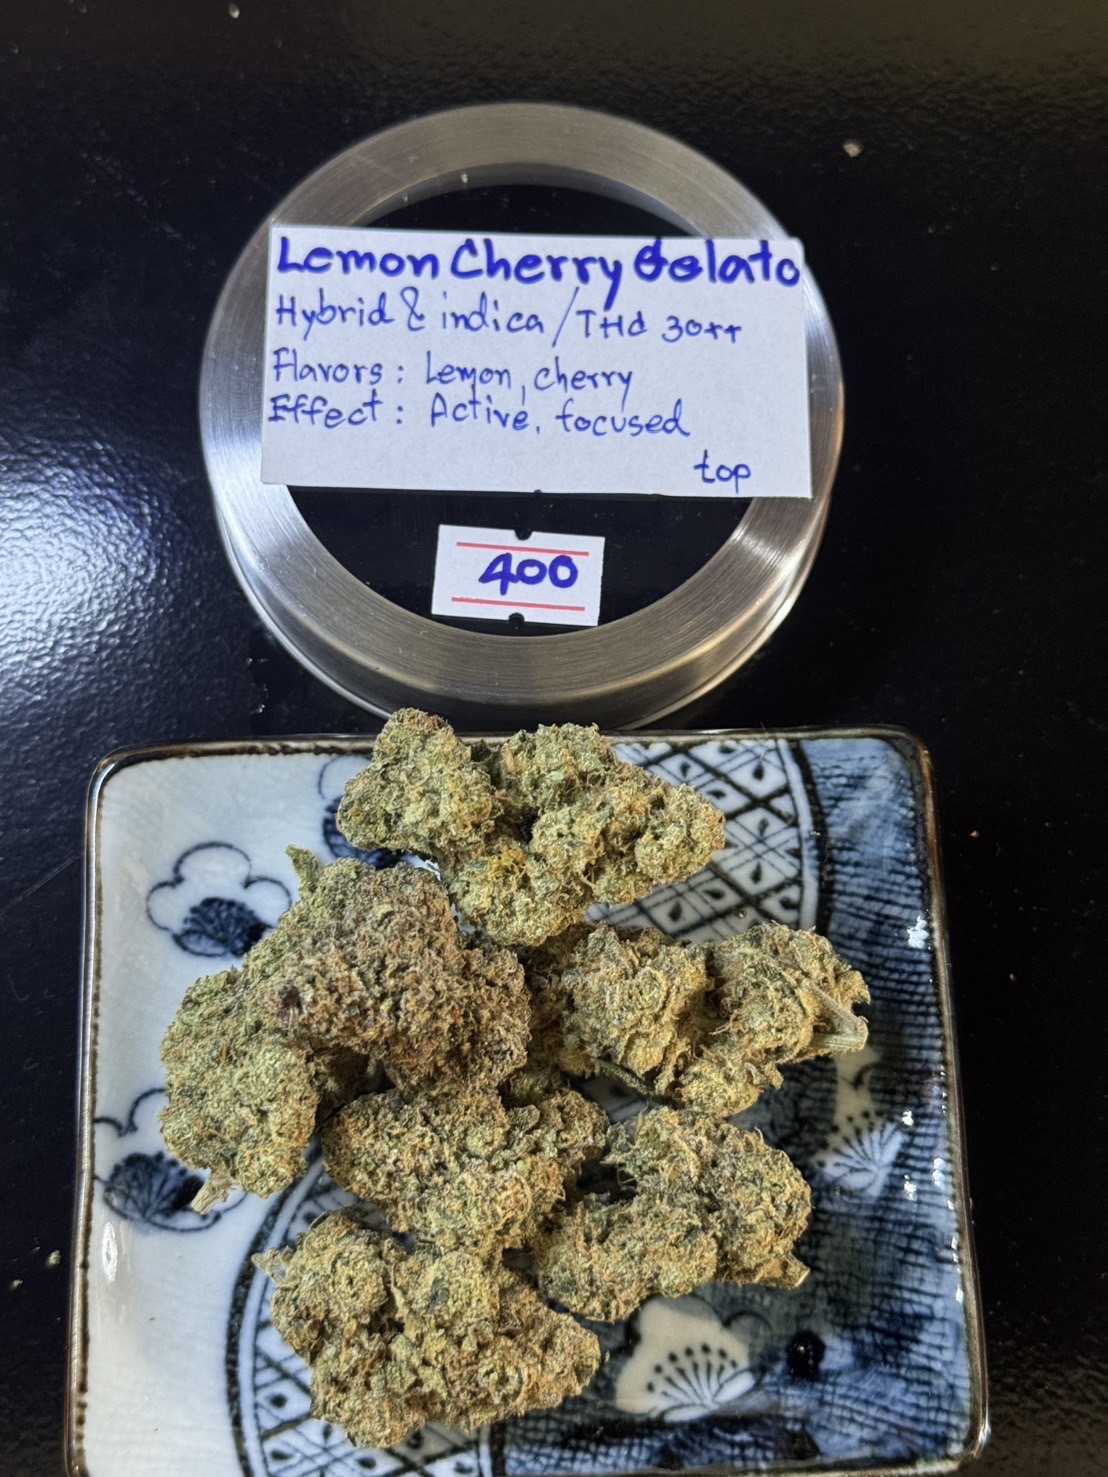 Lemon Cherry Gelato
Hybrid & indica / THC 30++
Flavors : Lemon, cherry
Effect : Active, focused
top
400